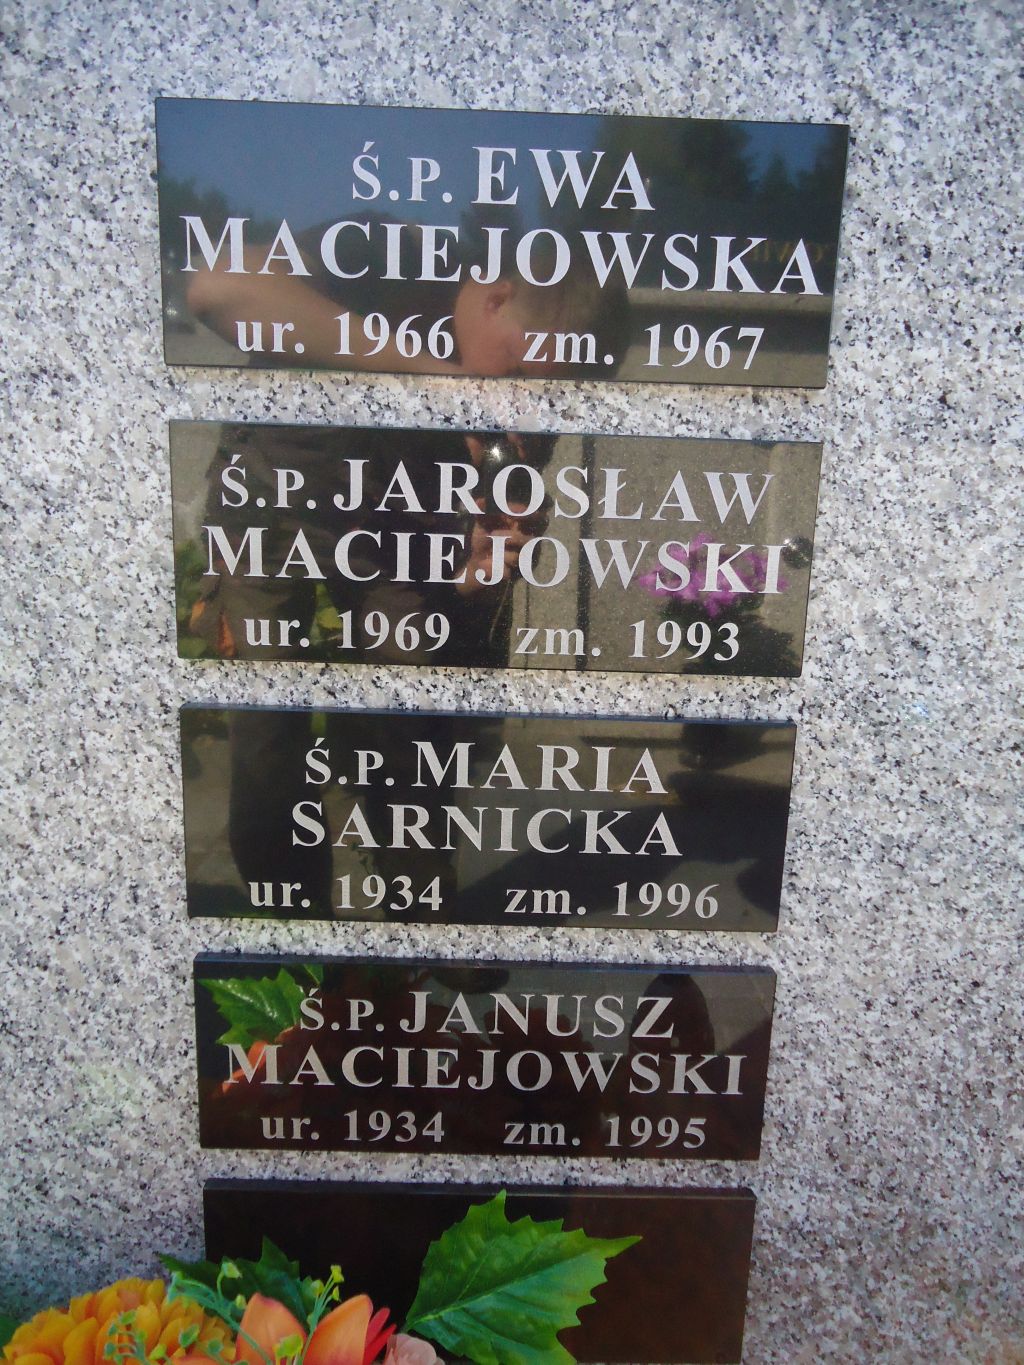 Ś.P. EWA
MACIEJOWSKA
ur. 1966 zm. 1967
Ś.P. JAROSŁAW
MACIEJOWSKI
ur. 1969 zm. 1993
Ś.P. MARIA
SARNICKA
ur. 1934 zm. 1996
Ś.P. JANUSZ
MACIEJOWSKI
ur. 1934 zm. 1995